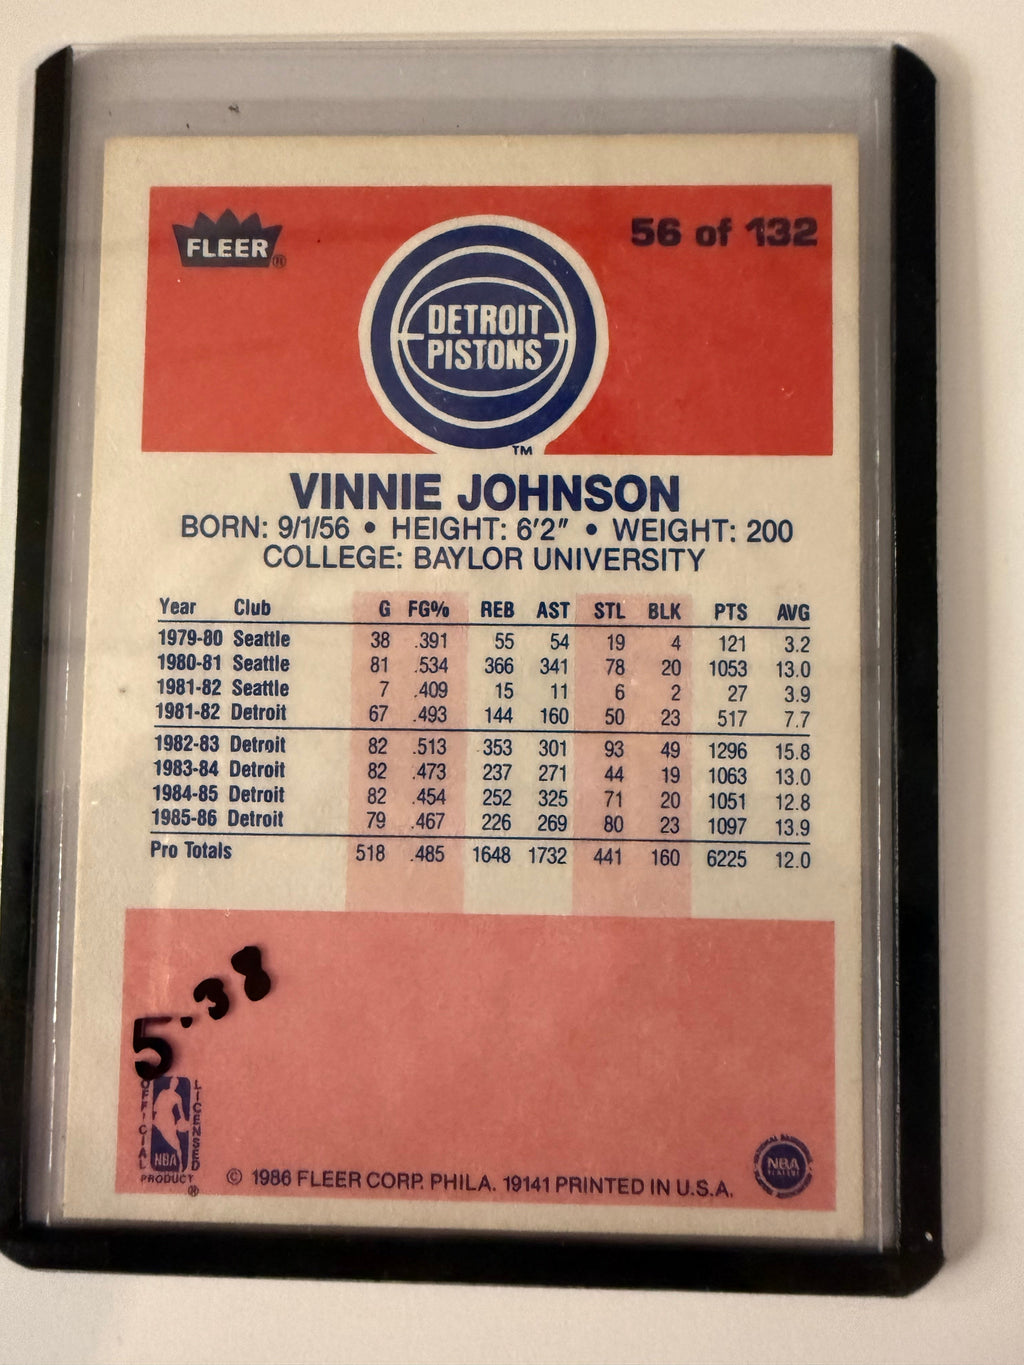 FLEER®
56 of 132
DETROIT
PISTONS
TM
VINNIE JOHNSON
BORN: 9/1/56 • HEIGHT: 6'2" • WEIGHT: 200
COLLEGE: BAYLOR UNIVERSITY
Year Club G FG% REB AST STL BLK PTS AVG
1979-80 Seattle 38 .391 55 54 19 4 121 3.2
1980-81 Seattle 81 .534 366 341 78 20 1053 13.0
1981-82 Seattle 7 .409 15 11 6 2 27 3.9
1981-82 Detroit 67 .493 144 160 50 23 517 7.7
1982-83 Detroit 82 .513 353 301 93 49 1296 15.8
1983-84 Detroit 82 .473 237 271 44 19 1063 13.0
1984-85 Detroit 82 .454 252 325 71 20 1051 12.8
1985-86 Detroit 79 .467 226 269 80 23 1097 13.9
Pro Totals 518 .485 1648 1732 441 160 6225 12.0
5.38
OFFICIAL LICENSED
NBA
PRODUCT ®
© 1986 FLEER CORP. PHILA. 19141 PRINTED IN U.S.A.
NBA
PLAYERS